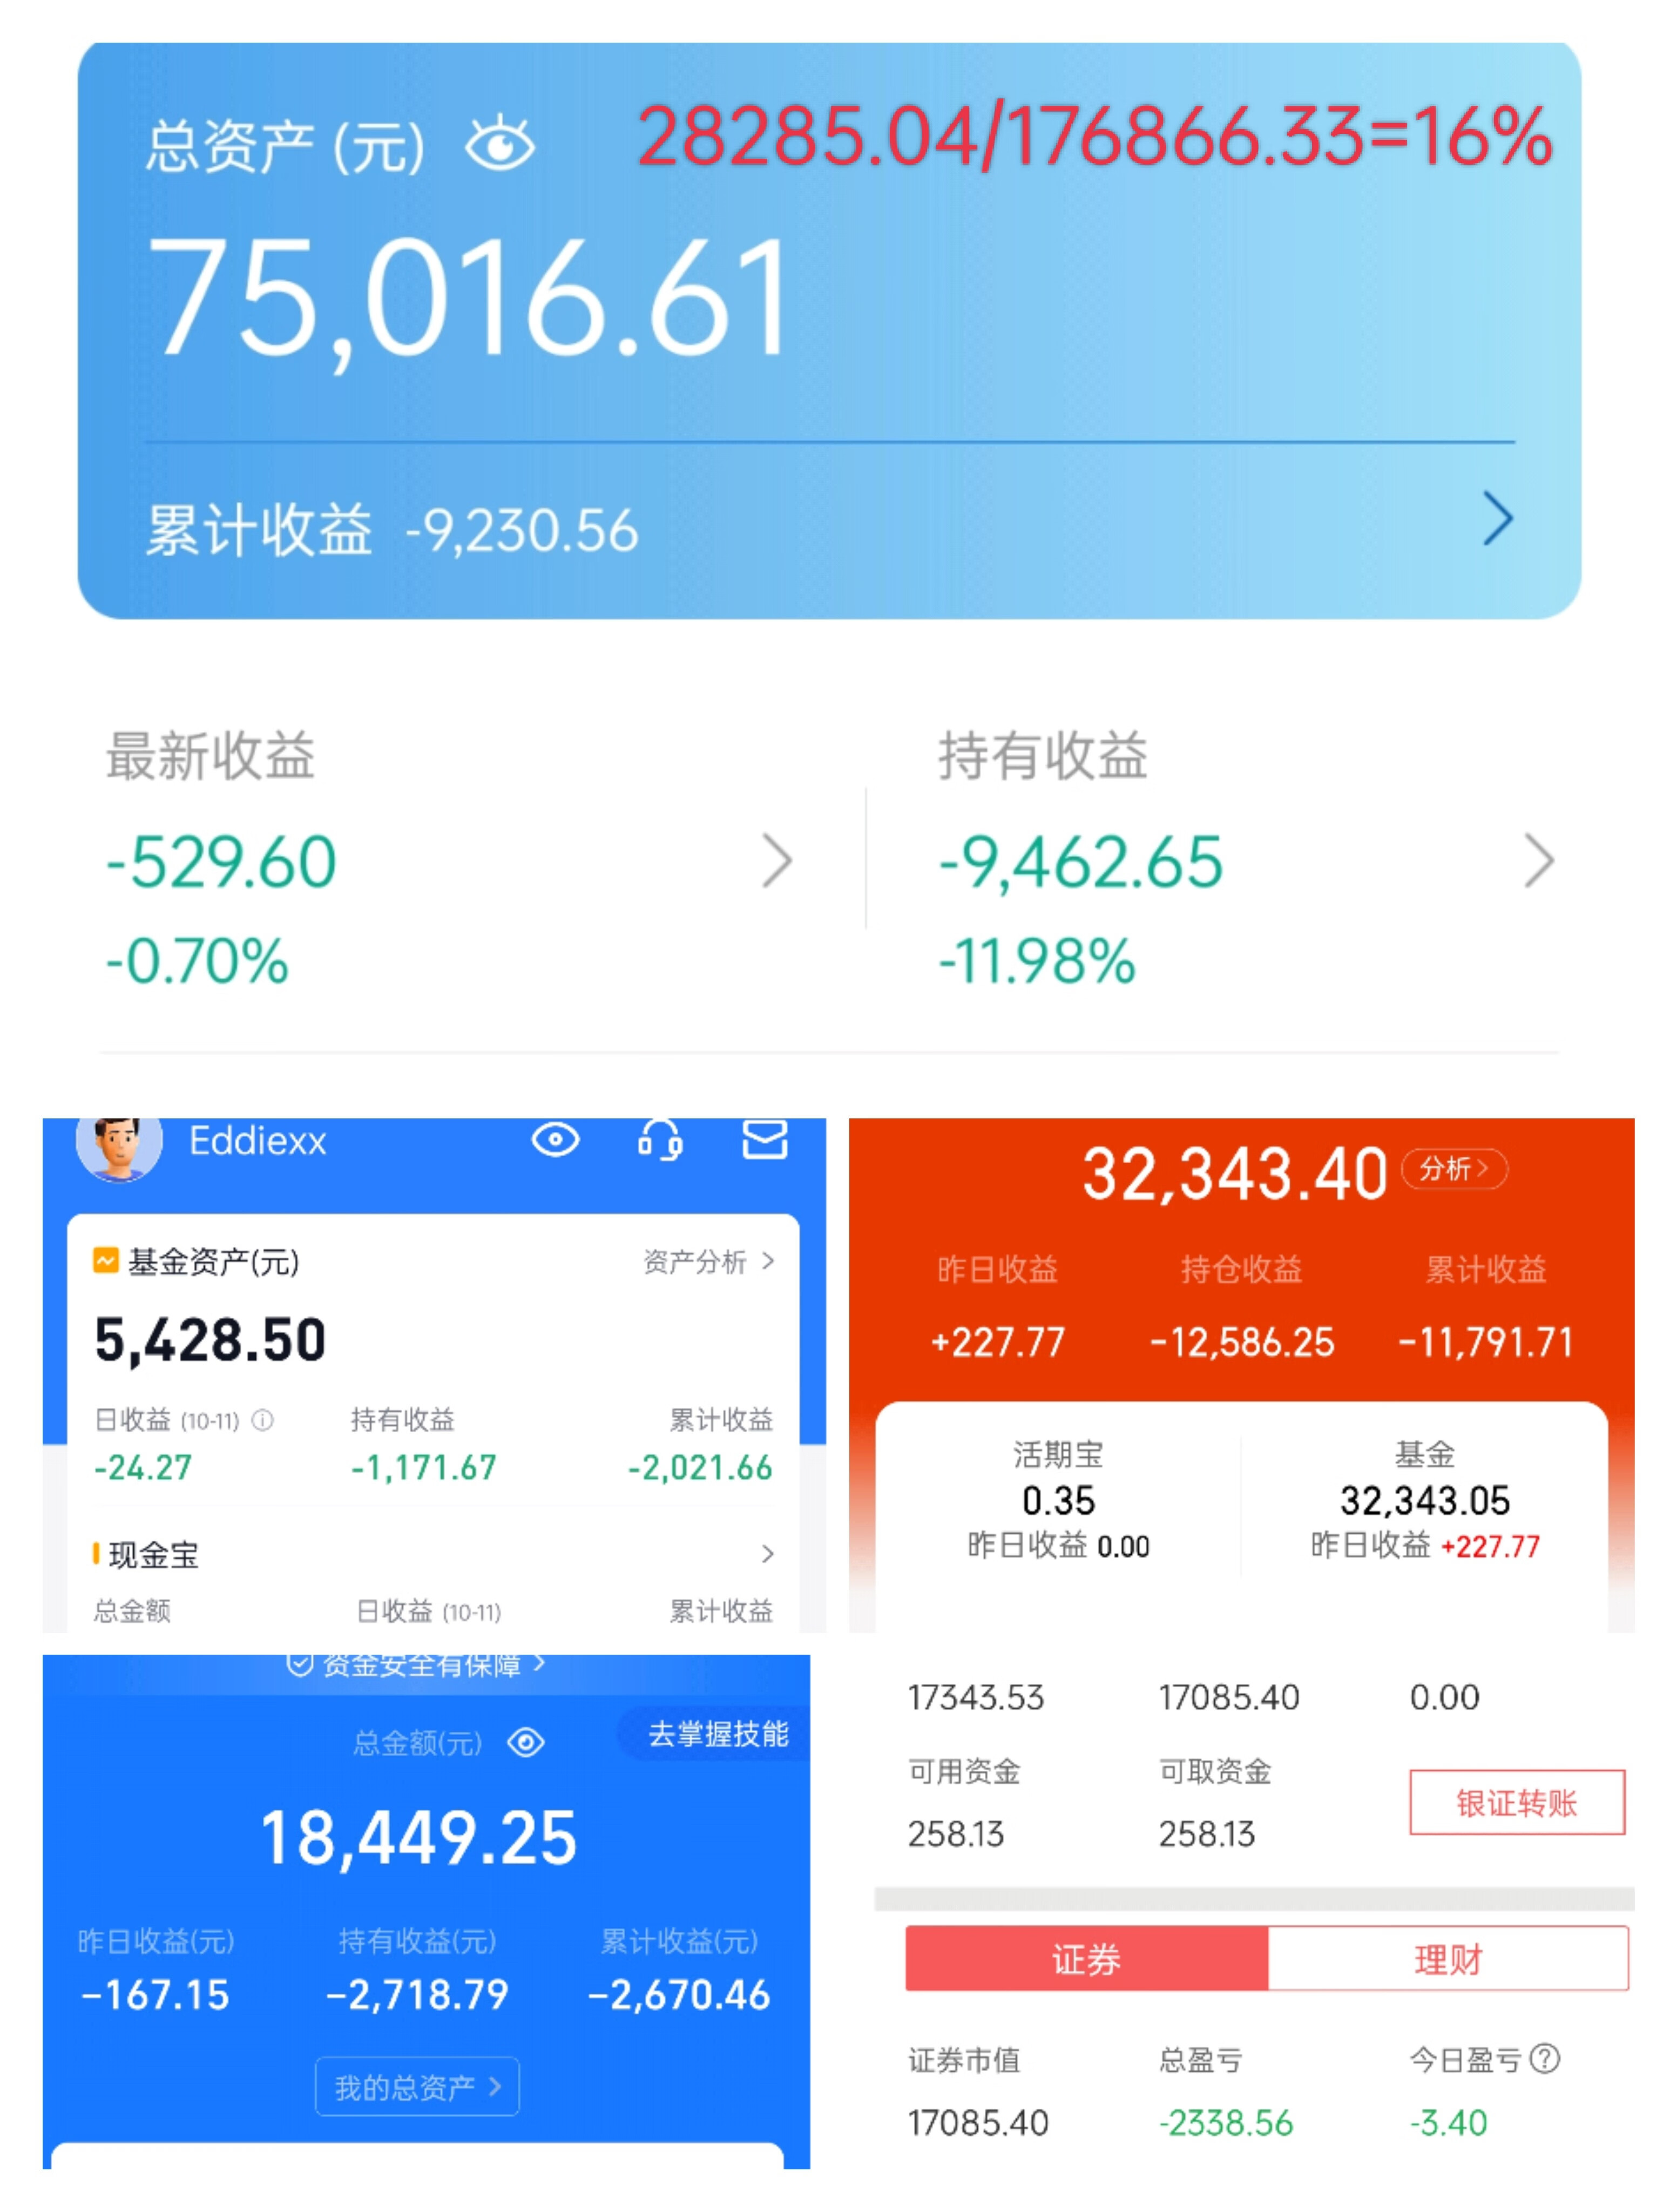 总资产 (元) 28285.04/176866.33=16%
75,016.61
累计收益 -9,230.56
最新收益 持有收益
-529.60 -9,462.65
-0.70% -11.98%
Eddiexx
基金资产(元) 资产分析
5,428.50
日收益 (10-11) 持有收益 累计收益
-24.27 -1,171.67 -2,021.66
现金宝
总金额 日收益 (10-11) 累计收益
32,343.40 分析
昨日收益 持仓收益 累计收益
+227.77 -12,586.25 -11,791.71
活期宝 基金
0.35 32,343.05
昨日收益 0.00 昨日收益 +227.77
资金安全有保障
总金额(元) 去掌握技能
18,449.25
昨日收益(元) 持有收益(元) 累计收益(元)
-167.15 -2,718.79 -2,670.46
我的总资产
17343.53 17085.40 0.00
可用资金 可取资金
银证转账
258.13 258.13
证券 理财
证券市值 总盈亏 今日盈亏
17085.40 -2338.56 -3.40